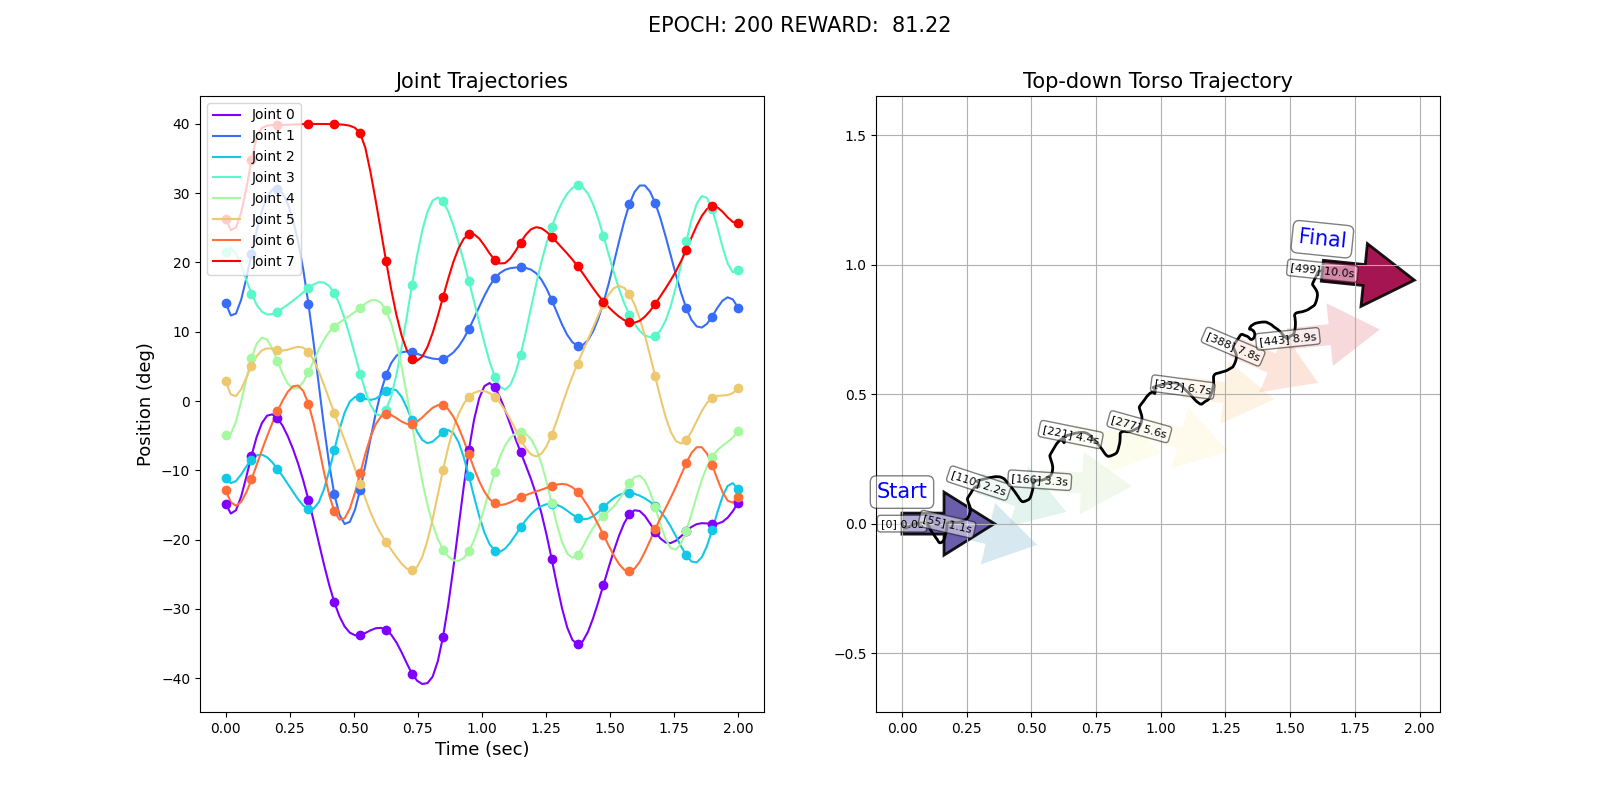 EPOCH: 200 REWARD:  81.22
Joint Trajectories
Joint 0
Joint 1
Joint 2
Joint 3
Joint 4
Joint 5
Joint 6
Joint 7
40
30
20
10
0
−10
−20
−30
−40
Position (deg)
0.00 0.25 0.50 0.75 1.00 1.25 1.50 1.75 2.00
Time (sec)
Top-down Torso Trajectory
1.5
1.0
0.5
0.0
−0.5
Final
[499] 10.0s
[443] 8.9s
[388] 7.8s
[332] 6.7s
[277] 5.6s
[221] 4.4s
[166] 3.3s
[110] 2.2s
Start
[0] 0.0s
[55] 1.1s
0.00 0.25 0.50 0.75 1.00 1.25 1.50 1.75 2.00